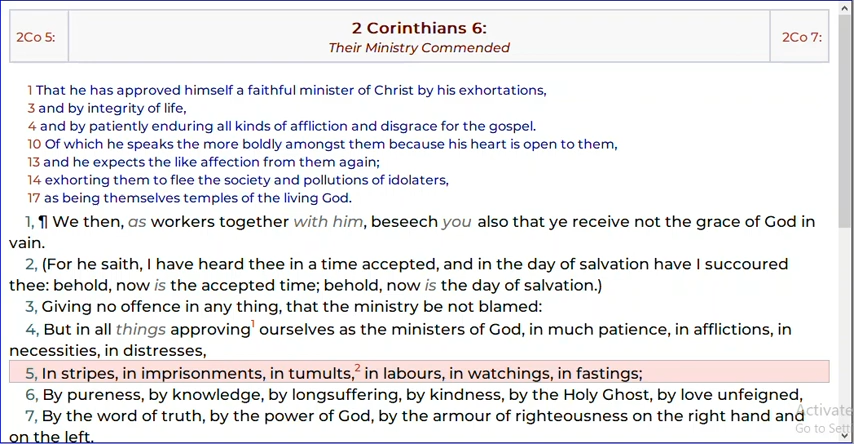 2Co 5:
2 Corinthians 6:
Their Ministry Commended
2Co 7:
1 That he has approved himself a faithful minister of Christ by his exhortations,
3 and by integrity of life,
4 and by patiently enduring all kinds of affliction and disgrace for the gospel.
10 Of which he speaks the more boldly amongst them because his heart is open to them,
13 and he expects the like affection from them again;
14 exhorting them to flee the society and pollutions of idolaters,
17 as being themselves temples of the living God.
1, ¶ We then, as workers together with him, beseech you also that ye receive not the grace of God in
vain.
2, (For he saith, I have heard thee in a time accepted, and in the day of salvation have I succoured
thee: behold, now is the accepted time; behold, now is the day of salvation.)
3, Giving no offence in any thing, that the ministry be not blamed:
4, But in all things approving1 ourselves as the ministers of God, in much patience, in afflictions, in
necessities, in distresses,
5, In stripes, in imprisonments, in tumults,2 in labours, in watchings, in fastings;
6, By pureness, by knowledge, by longsuffering, by kindness, by the Holy Ghost, by love unfeigned,
7, By the word of truth, by the power of God, by the armour of righteousness on the right hand and
on the left,
Activate
Go to Sett